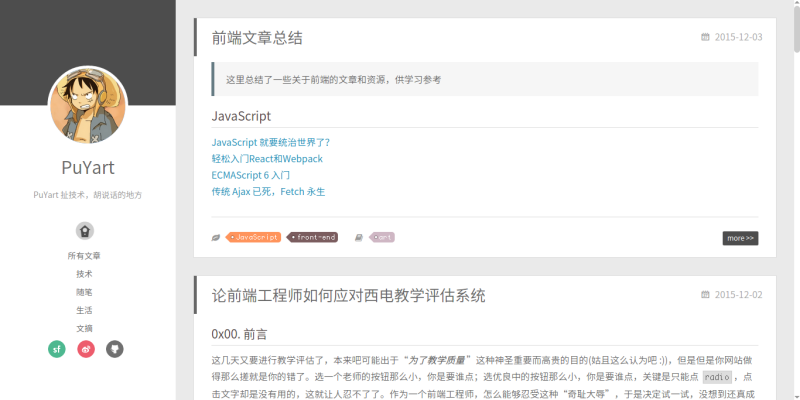 PuYart
PuYart 扯技术，胡说话的地方
所有文章
技术
随笔
生活
文摘
sf
前端文章总结
2015-12-03
这里总结了一些关于前端的文章和资源，供学习参考
JavaScript
JavaScript 就要统治世界了？
轻松入门React和Webpack
ECMAScript 6 入门
传统 Ajax 已死，Fetch 永生
JavaScript front-end art
more >>
论前端工程师如何应对西电教学评估系统
2015-12-02
0x00. 前言
这几天又要进行教学评估了，本来吧可能出于“为了教学质量”这种神圣重要而高贵的目的(姑且这么认为吧 :))，但是但是你网站做
得那么搓就是你的错了。选一个老师的按钮那么小，你是要谁点；选优良中的按钮那么小，你是要谁点，关键是只能点 radio ，点
击文字却是没有用的，这就让人忍不了了。作为一个前端工程师，怎么能够忍受这种“奇耻大辱”，于是决定试一试，没想到还真成